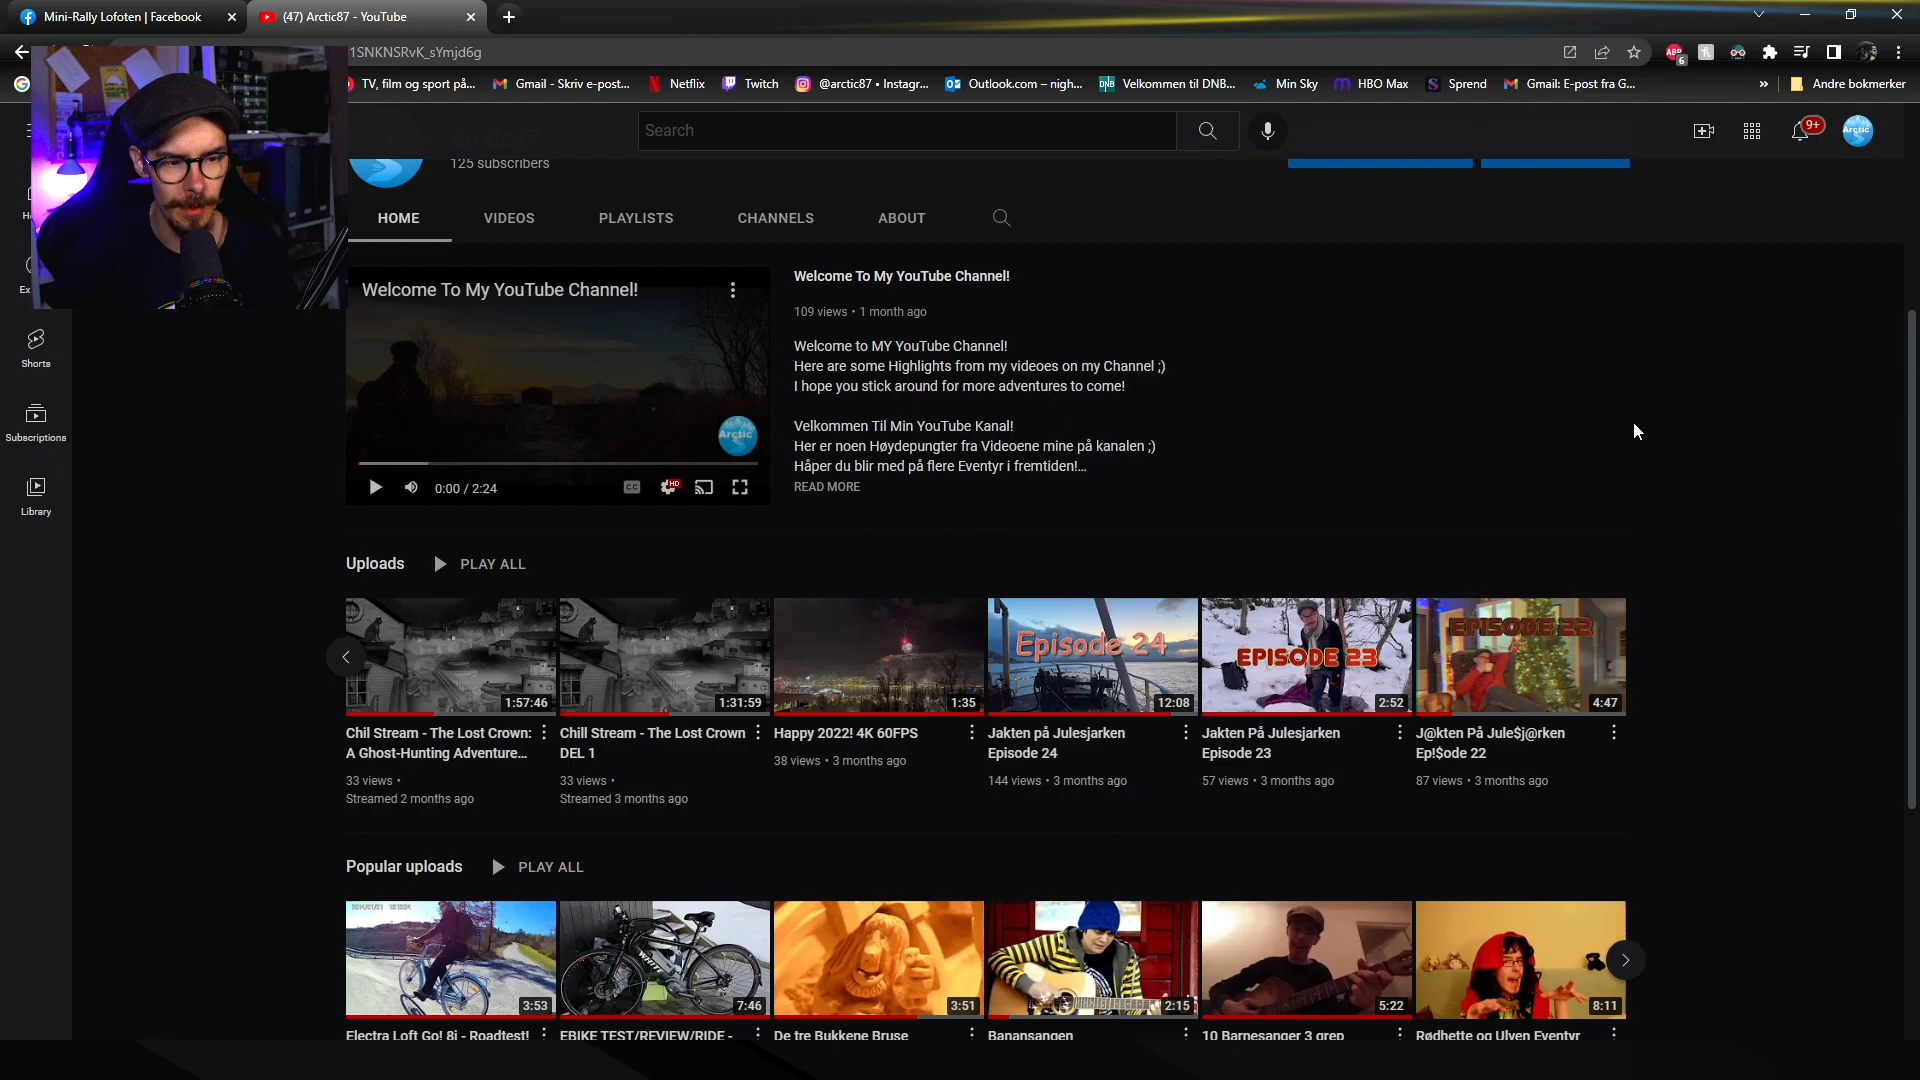 Mini-Rally Lofoten | Facebook
(47) Arctic87 - YouTube
1SNKNSRvK_sYmjd6g
ABP
6
TV, film og sport på...
Gmail - Skriv e-post...
Netflix
Twitch
@arctic87 • Instagr...
Outlook.com – nigh...
DNB
Velkommen til DNB...
Min Sky
HBO Max
S
Sprend
Gmail: E-post fra G...
»
Andre bokmerker
Arctic87
Search
9+
Arctic
125 subscribers
HOME
VIDEOS
PLAYLISTS
CHANNELS
ABOUT
Shorts
Subscriptions
Library
Welcome To My YouTube Channel!
Arctic
0:00 / 2:24
CC
HD
Welcome To My YouTube Channel!
109 views • 1 month ago
Welcome to MY YouTube Channel!
Here are some Highlights from my videoes on my Channel ;)
I hope you stick around for more adventures to come!
Velkommen Til Min YouTube Kanal!
Her er noen Høydepungter fra Videoene mine på kanalen ;)
Håper du blir med på flere Eventyr i fremtiden!...
READ MORE
Uploads
PLAY ALL
1:57:46
1:31:59
1:35
Episode 24
12:08
EPISODE 23
2:52
EPISODE 22
4:47
Chil Stream - The Lost Crown:
A Ghost-Hunting Adventure...
33 views •
Streamed 2 months ago
Chill Stream - The Lost Crown
DEL 1
33 views •
Streamed 3 months ago
Happy 2022! 4K 60FPS
38 views • 3 months ago
Jakten på Julesjarken
Episode 24
144 views • 3 months ago
Jakten På Julesjarken
Episode 23
57 views • 3 months ago
J@kten På Jule$j@rken
Ep!$ode 22
87 views • 3 months ago
Popular uploads
PLAY ALL
3:53
7:46
3:51
2:15
5:22
8:11
Electra Loft Go! 8i - Roadtest!
EBIKE TEST/REVIEW/RIDE -
De tre Bukkene Bruse
Banansangen
10 Barnesanger 3 grep
Rødhette og Ulven Eventyr